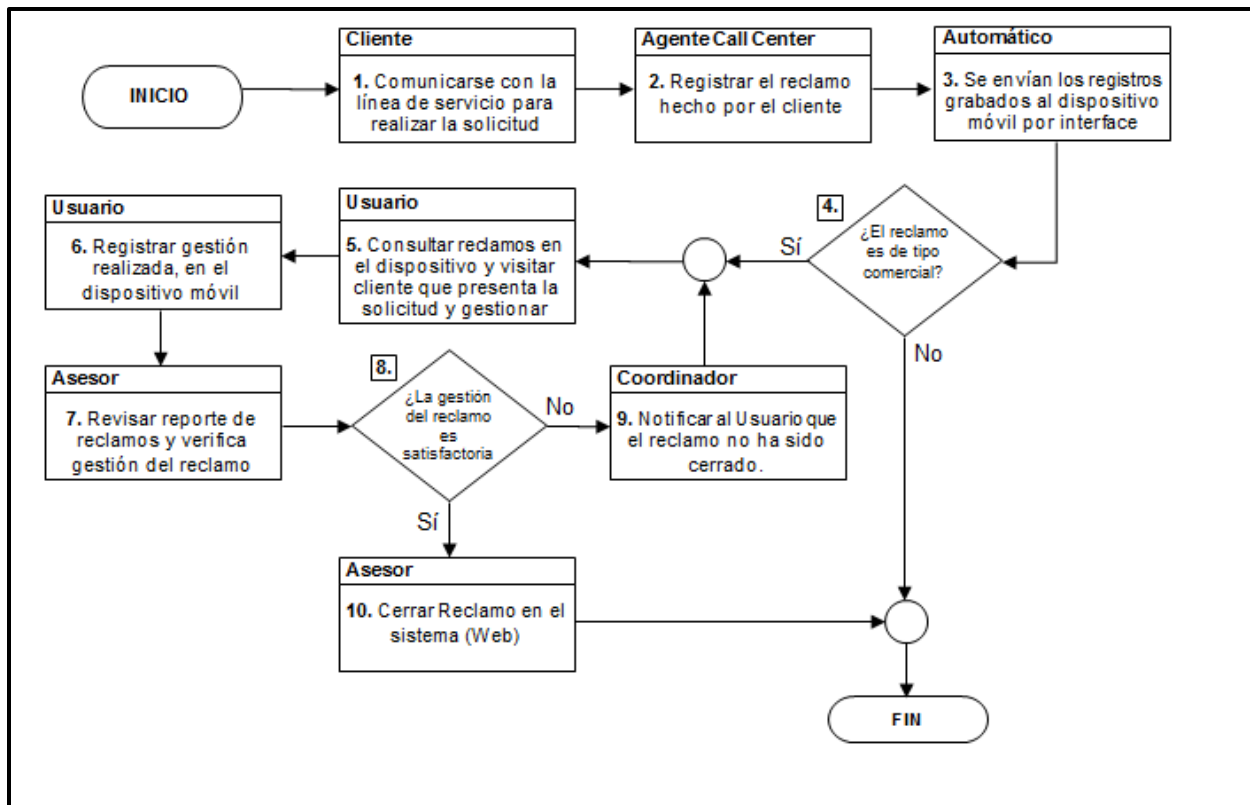 INICIO
Cliente
1. Comunicarse con la
línea de servicio para
realizar la solicitud
Agente Call Center
2. Registrar el reclamo
hecho por el cliente
Automático
3. Se envían los registros
grabados al dispositivo
móvil por interface
4.
¿El reclamo
es de tipo
comercial?
Sí
No
Usuario
5. Consultar reclamos en
el dispositivo y visitar
cliente que presenta la
solicitud y gestionar
Usuario
6. Registrar gestión
realizada, en el
dispositivo móvil
Asesor
7. Revisar reporte de
reclamos y verifica
gestión del reclamo
8.
¿La gestión
del reclamo
es
satisfactoria
No
Sí
Coordinador
9. Notificar al Usuario que
el reclamo no ha sido
cerrado.
Asesor
10. Cerrar Reclamo en el
sistema (Web)
FIN